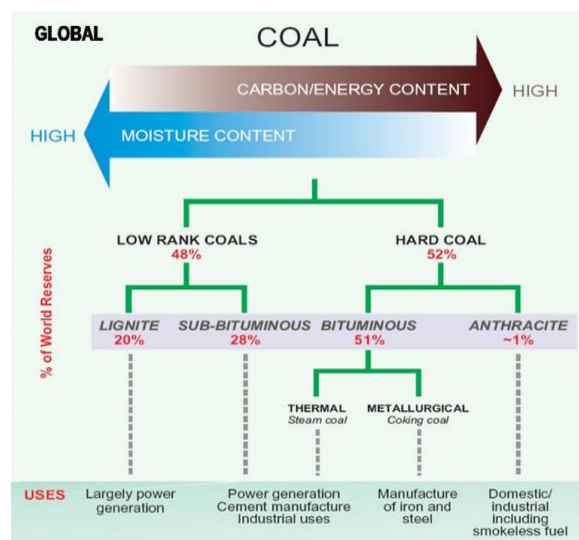 GLOBAL
COAL
CARBON/ENERGY CONTENT
HIGH
HIGH
MOISTURE CONTENT
% of World Reserves
LOW RANK COALS
48%
HARD COAL
52%
LIGNITE
20%
SUB-BITUMINOUS
28%
BITUMINOUS
51%
ANTHRACITE
~1%
THERMAL
Steam coal
METALLURGICAL
Coking coal
USES
Largely power
generation
Power generation
Cement manufacture
Industrial uses
Manufacture
of iron and
steel
Domestic/
industrial
including
smokeless fuel